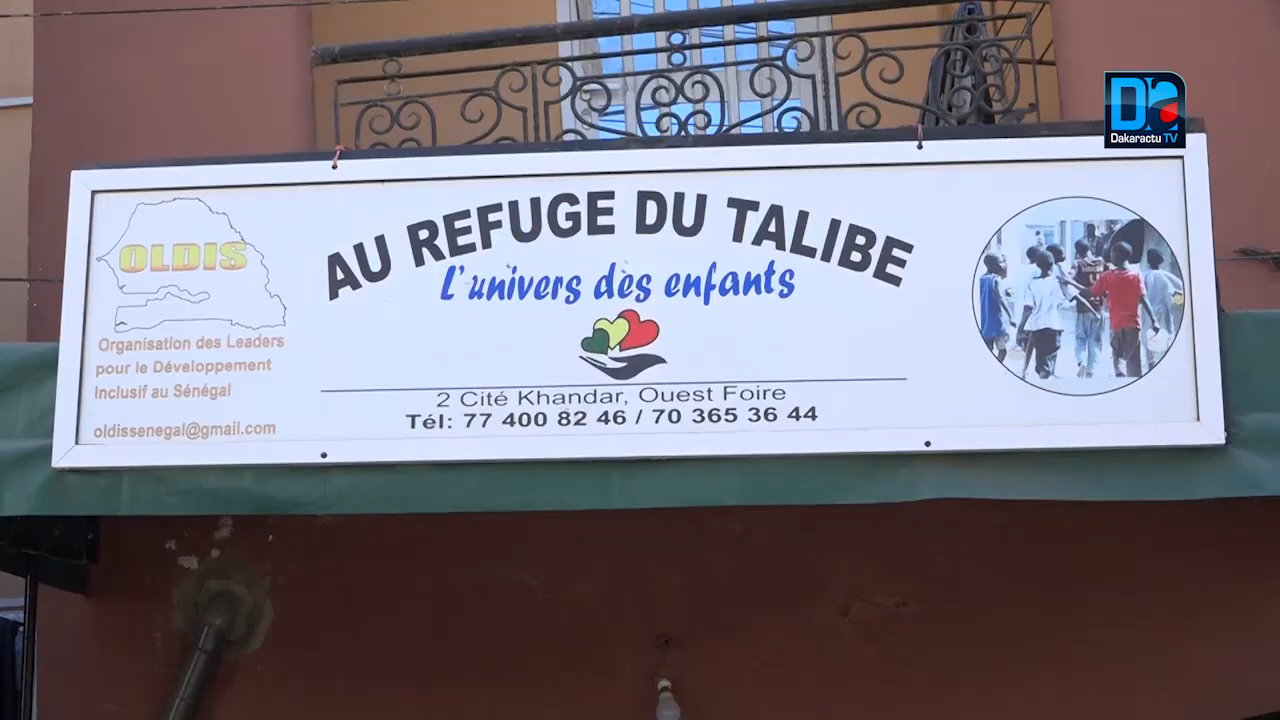 Dakaractu TV
AU REFUGE DU TALIBE
L'univers des enfants
OLDIS
Organisation des Leaders
pour le Développement
Inclusif au Sénégal
oldissenegal@gmail.com
2 Cité Khandar, Ouest Foire
Tél: 77 400 82 46 / 70 365 36 44